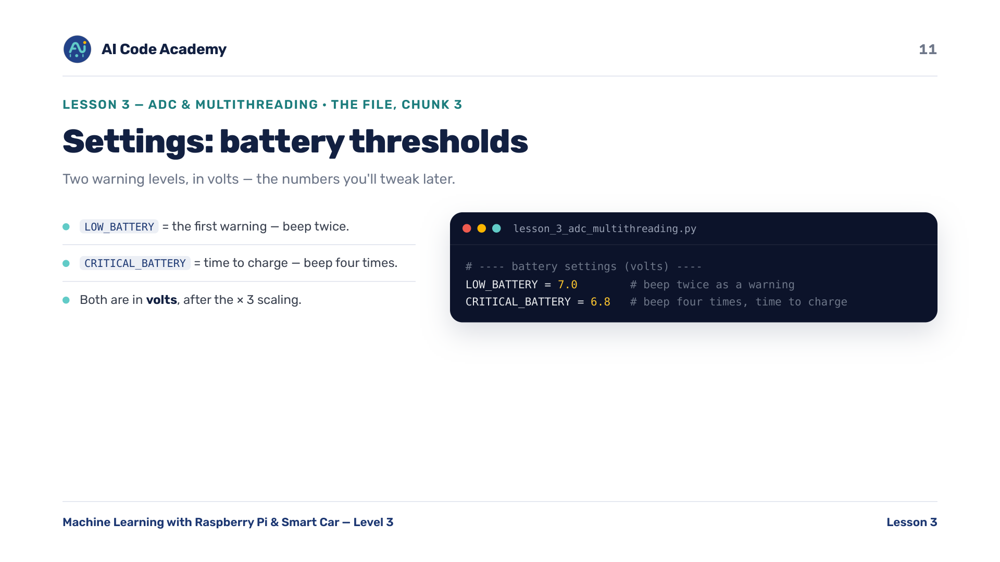 AI Code Academy
11
LESSON 3 — ADC & MULTITHREADING • THE FILE, CHUNK 3
Settings: battery thresholds
Two warning levels, in volts — the numbers you'll tweak later.
LOW_BATTERY = the first warning — beep twice.
CRITICAL_BATTERY = time to charge — beep four times.
Both are in volts, after the × 3 scaling.
lesson_3_adc_multithreading.py
# ---- battery settings (volts) ----
LOW_BATTERY = 7.0        # beep twice as a warning
CRITICAL_BATTERY = 6.8   # beep four times, time to charge
Machine Learning with Raspberry Pi & Smart Car — Level 3
Lesson 3